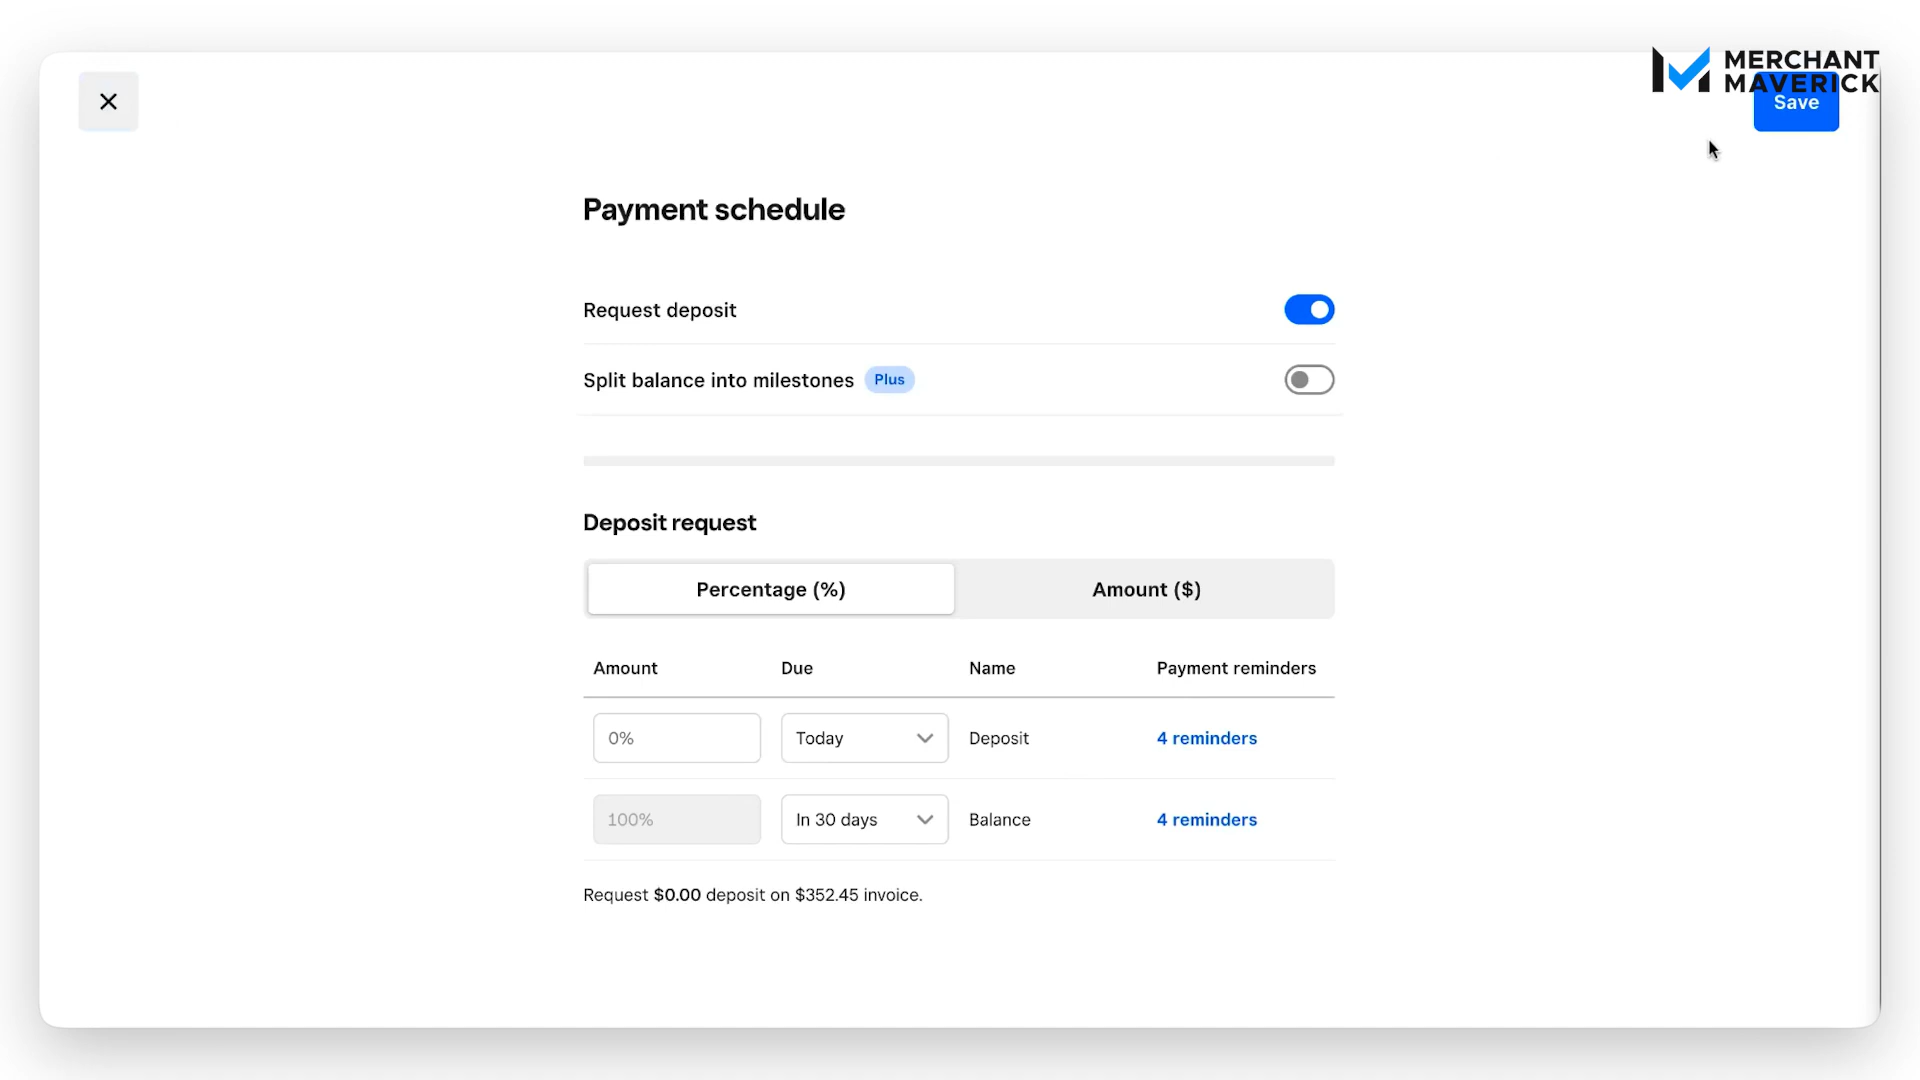 MERCHANT
MAVERICK
Save
Payment schedule
Request deposit
Split balance into milestones Plus
Deposit request
Percentage (%) Amount ($)
Amount Due Name Payment reminders
0% Today Deposit 4 reminders
100% In 30 days Balance 4 reminders
Request $0.00 deposit on $352.45 invoice.